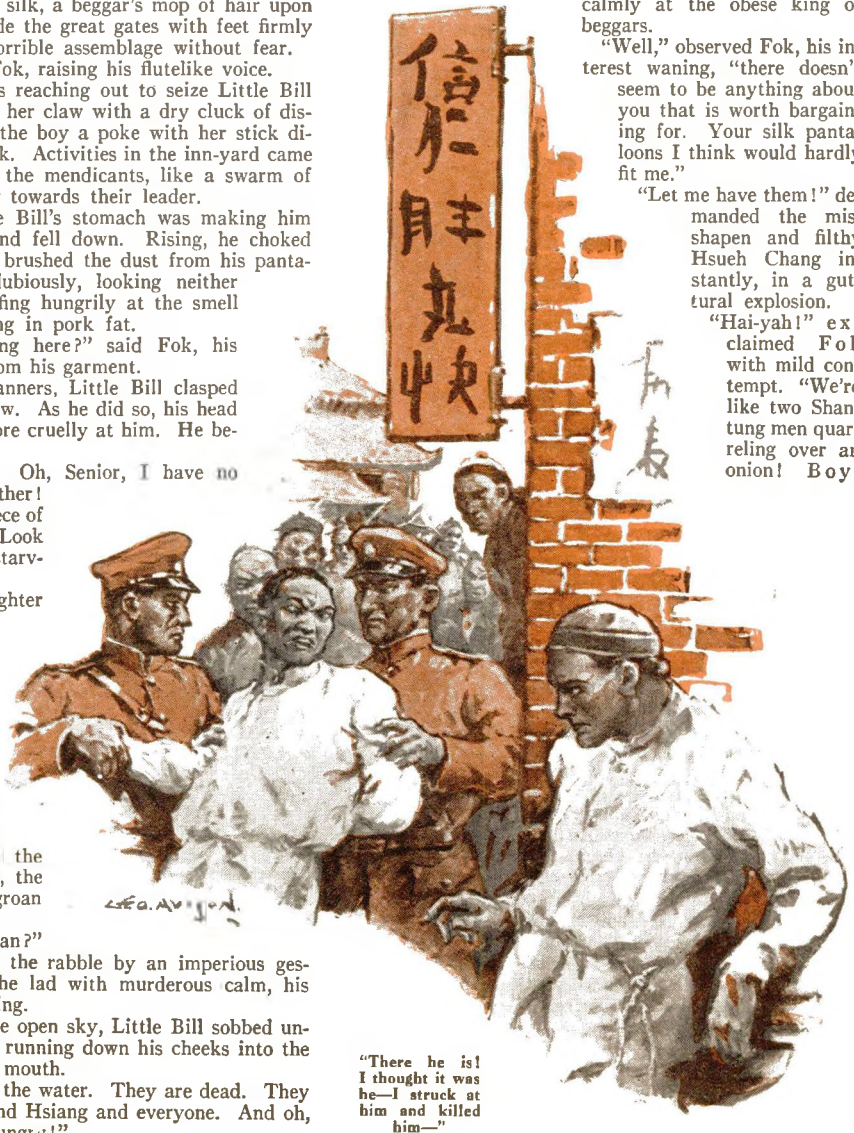 silk, a beggar's mop of hair upon
de the great gates with feet firmly
orrible assemblage without fear.
ok, raising his flutelike voice.
s reaching out to seize Little Bill
her claw with a dry cluck of dis-
the boy a poke with her stick di-
k. Activities in the inn-yard came
the mendicants, like a swarm of
towards their leader.
e Bill's stomach was making him
nd fell down. Rising, he choked
brushed the dust from his panta-
lubiously, looking neither
fing hungrily at the smell
ng in pork fat.
ng here?" said Fok, his
om his garment.
anners, Little Bill clasped
w. As he did so, his head
ore cruelly at him. He be-
Oh, Senior, I have no
ther!
ece of
Look
starv-
ghter
the
, the
groan
an?"
the rabble by an imperious ges-
he lad with murderous calm, his
ing.
e open sky, Little Bill sobbed un-
running down his cheeks into the
mouth.
the water. They are dead. They
nd Hsiang and everyone. And oh,
ungry!"
信
快
"There he is!
I thought it was
he—I struck at
him and killed
him—"
calmly at the obese king o
beggars.
"Well," observed Fok, his in
terest waning, "there doesn'
seem to be anything abou
you that is worth bargain
ing for. Your silk panta
loons I think would hardly
fit me."
"Let me have them!" de
manded the mis
shapen and filthy
Hsueh Chang in
stantly, in a gut
tural explosion.
"Hai-yah!" ex
claimed Fok
with mild con
tempt. "We're
like two Shan
tung men quar
reling over an
onion! Boy